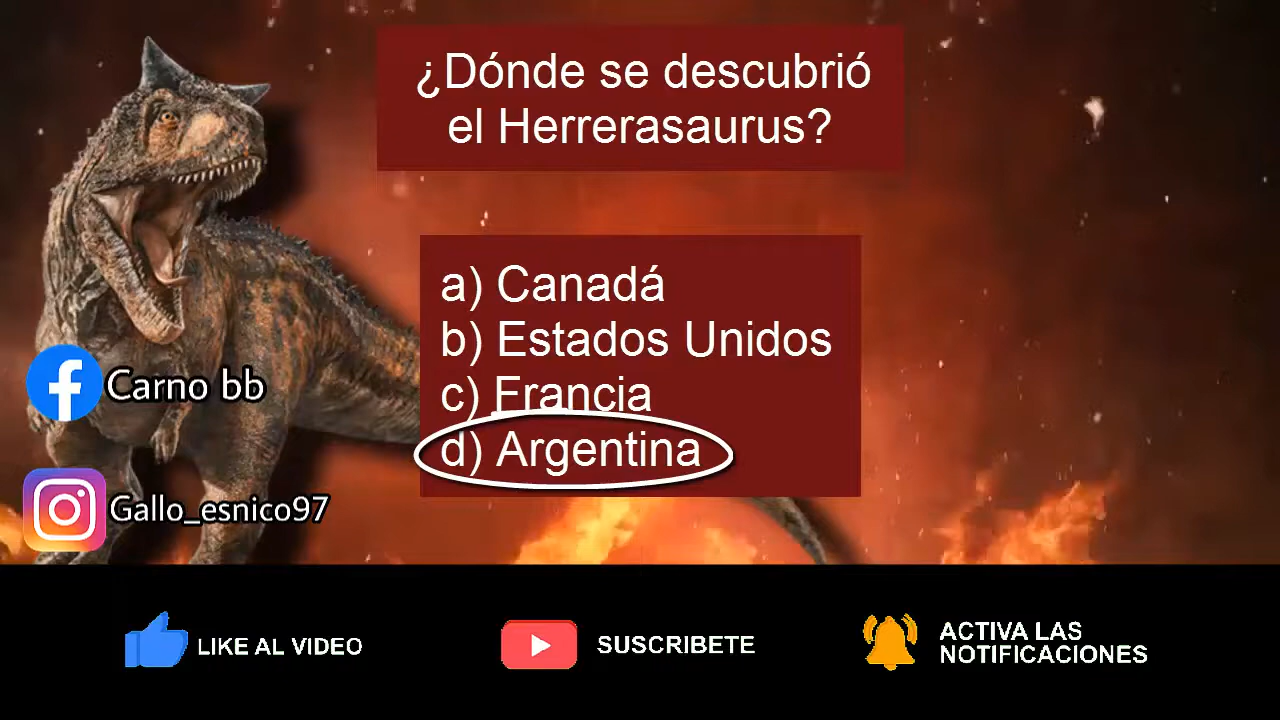 ¿Dónde se descubrió
el Herrerasaurus?
a) Canadá
b) Estados Unidos
c) Francia
d) Argentina
Carno bb
Gallo_esnico97
LIKE AL VIDEO
SUSCRIBETE
ACTIVA LAS
NOTIFICACIONES